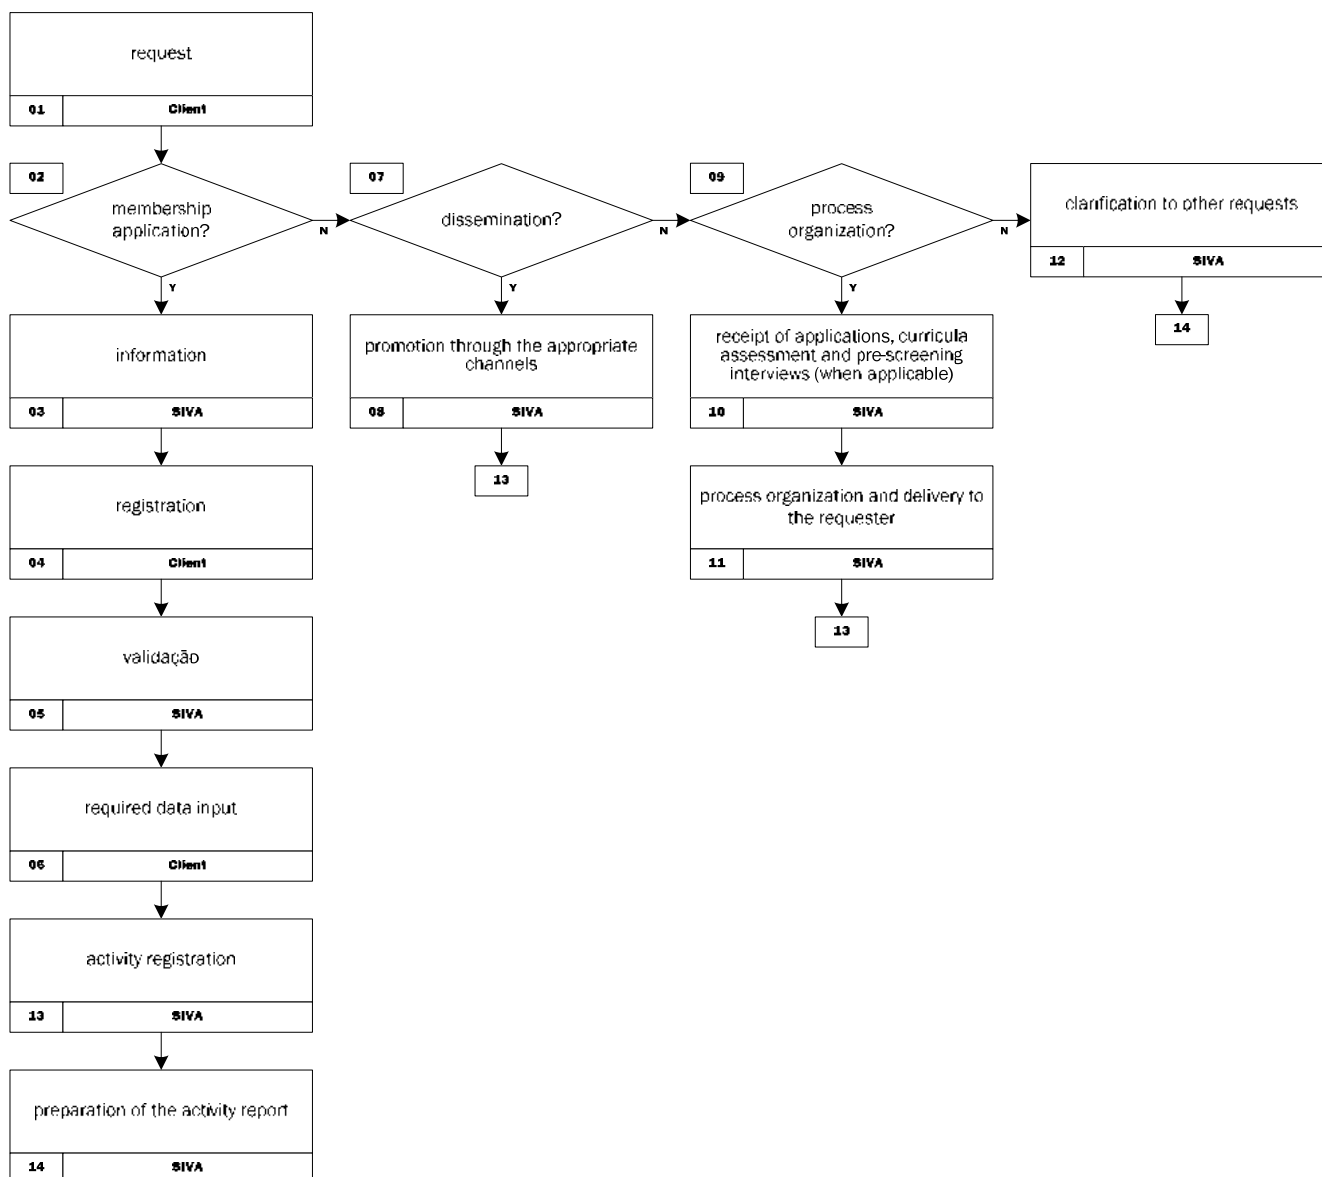 request
01 Client
02
membership
application?
N
Y
07
dissemination?
N
Y
09
process
organization?
N
Y
clarification to other requests
12 SIVA
14
information
03 SIVA
promotion through the appropriate
channels
08 SIVA
13
receipt of applications, curricula
assessment and pre-screening
interviews (when applicable)
10 SIVA
registration
04 Client
process organization and delivery to
the requester
11 SIVA
13
validação
05 SIVA
required data input
06 Client
activity registration
13 SIVA
preparation of the activity report
14 SIVA